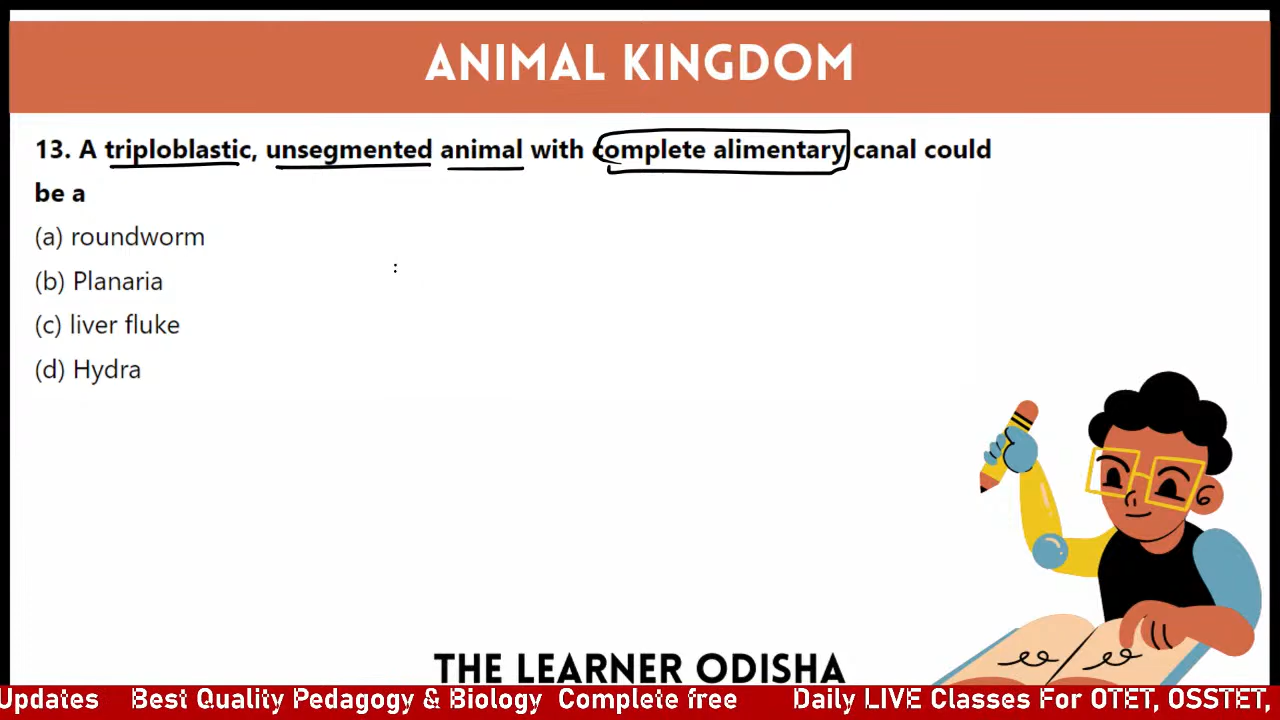 ANIMAL KINGDOM
13. A triploblastic, unsegmented animal with complete alimentary canal could
be a
(a) roundworm
(b) Planaria
(c) liver fluke
(d) Hydra
THE LEARNER ODISHA
Updates Best Quality Pedagogy & Biology Complete free Daily LIVE Classes For OTET, OSSTET,